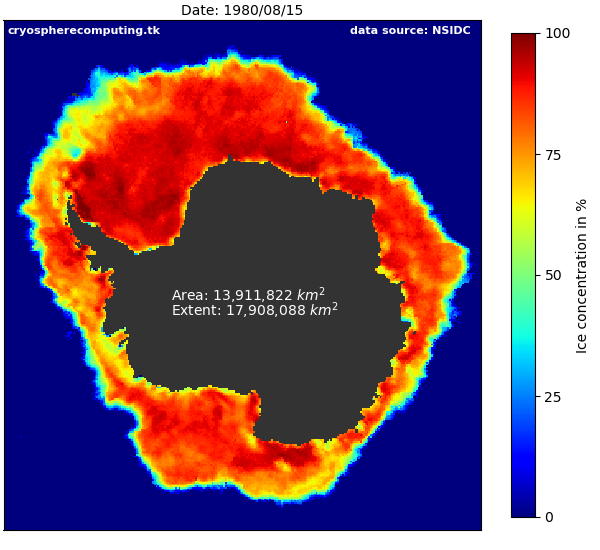 Date: 1980/08/15
cryospherecomputing.tk
data source: NSIDC
100
75
50
25
0
Ice concentration in %
Area: 13,911,822 km²
Extent: 17,908,088 km²